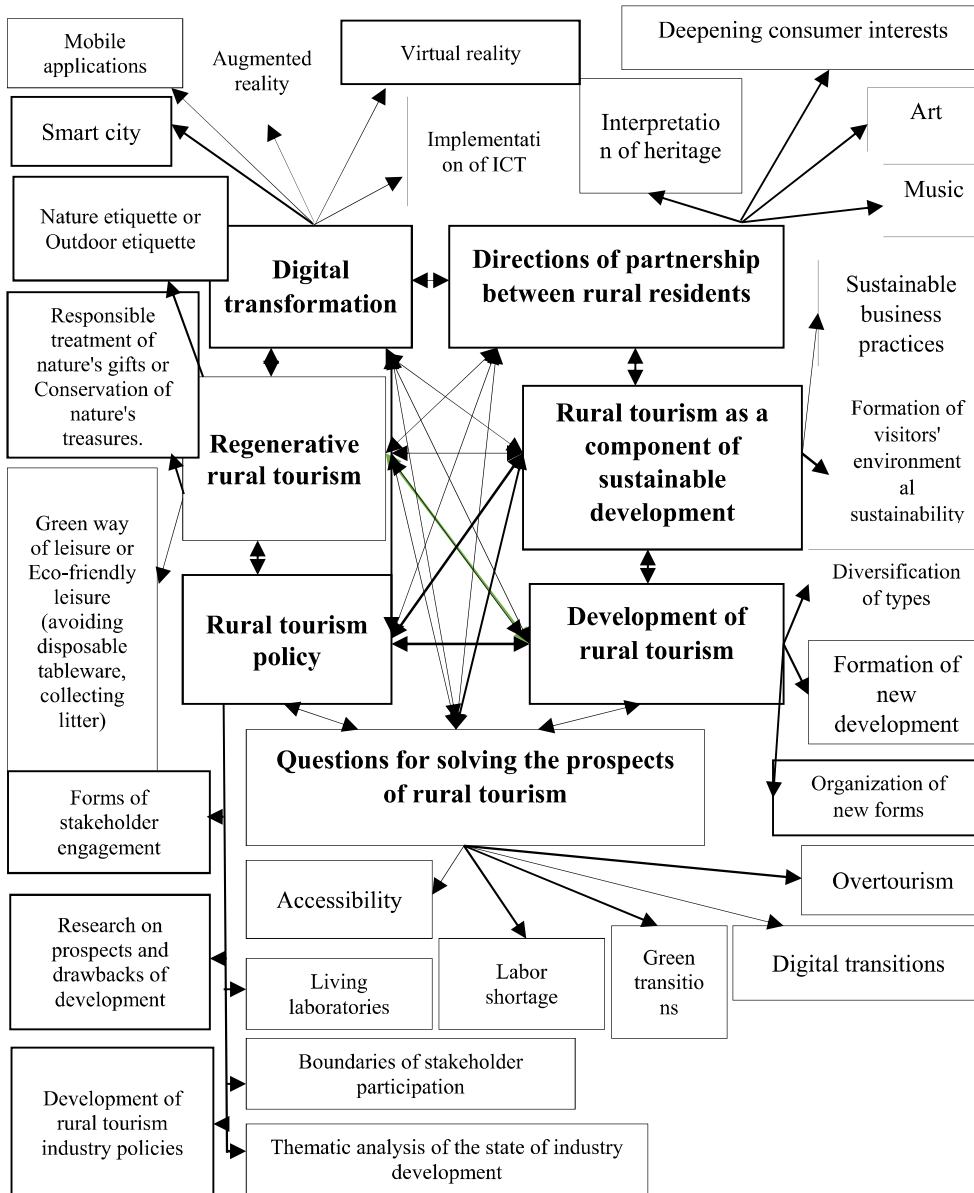 Mobile
applications
Augmented
reality
Virtual reality
Deepening consumer interests
Smart city
Implementati
on of ICT
Interpretatio
n of heritage
Art
Music
Nature etiquette or
Outdoor etiquette
Digital
transformation
Directions of partnership
between rural residents
Sustainable
business
practices
Responsible
treatment of
nature's gifts or
Conservation of
nature's
treasures.
Regenerative
rural tourism
Rural tourism as a
component of
sustainable
development
Formation of
visitors'
environment
al
sustainability
Green way
of leisure or
Eco-friendly
leisure
(avoiding
disposable
tableware,
collecting
litter)
Rural tourism
policy
Development of
rural tourism
Diversification
of types
Formation of
new
development
Questions for solving the prospects
of rural tourism
Organization of
new forms
Forms of
stakeholder
engagement
Accessibility
Overtourism
Research on
prospects and
drawbacks of
development
Living
laboratories
Labor
shortage
Green
transitio
ns
Digital transitions
Boundaries of stakeholder
participation
Development of
rural tourism
industry policies
Thematic analysis of the state of industry
development